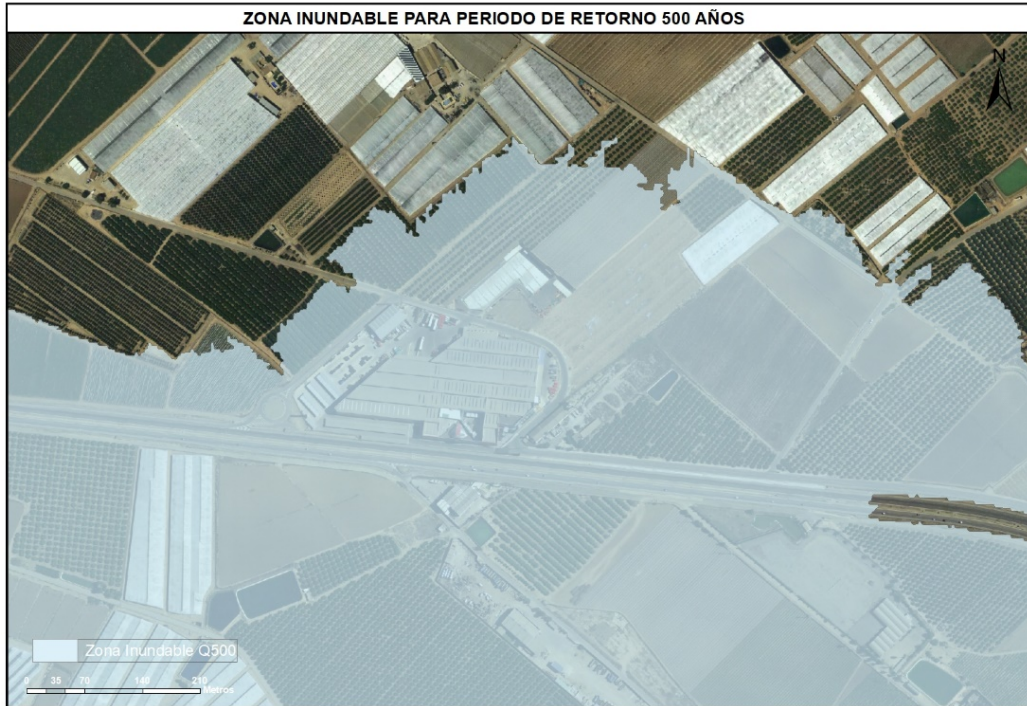 ZONA INUNDABLE PARA PERIODO DE RETORNO 500 AÑOS
N
Zona Inundable Q500
0 35 70 140 210
Metros